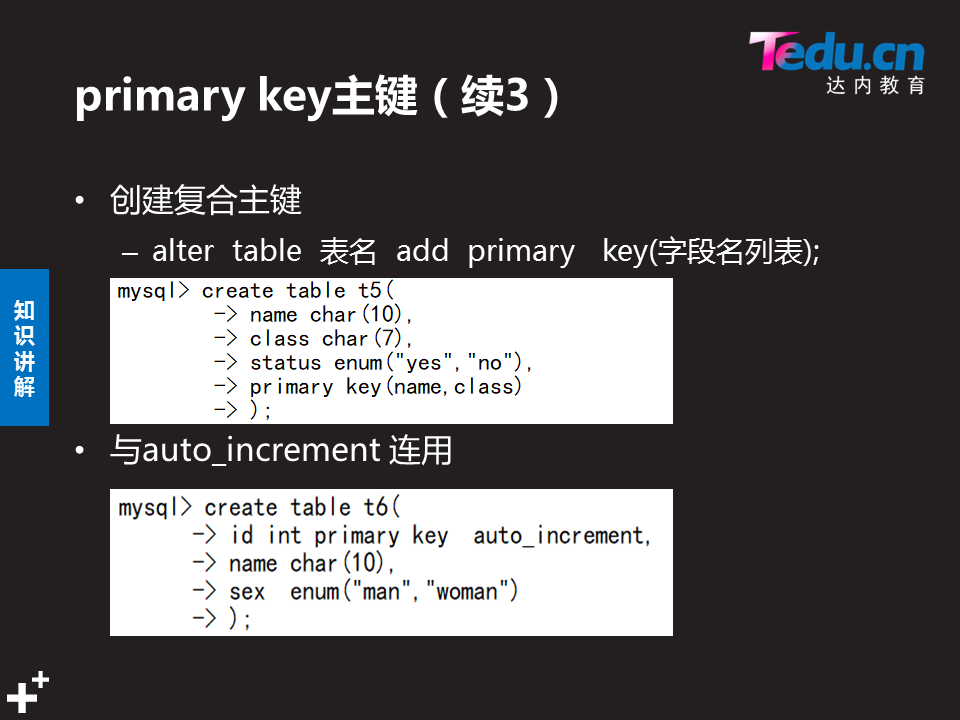 Tedu.cn
达内教育
primary key主键（续3）
• 创建复合主键
– alter table 表名 add primary key(字段名列表);
mysql> create table t5(
-> name char(10),
-> class char(7),
-> status enum("yes","no"),
-> primary key(name,class)
-> );
知识讲解
• 与auto_increment 连用
mysql> create table t6(
-> id int primary key auto_increment,
-> name char(10),
-> sex enum("man","woman")
-> );